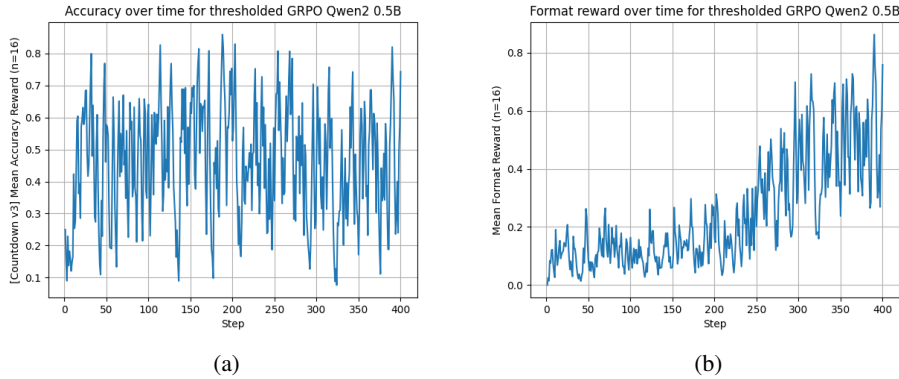 Accuracy over time for thresholded GRPO Qwen2 0.5B
[Countdown v3] Mean Accuracy Reward (n=16)
0.8
0.7
0.6
0.5
0.4
0.3
0.2
0.1
0 50 100 150 200 250 300 350 400
Step
(a)
Format reward over time for thresholded GRPO Qwen2 0.5B
Mean Format Reward (n=16)
0.8
0.6
0.4
0.2
0.0
0 50 100 150 200 250 300 350 400
Step
(b)